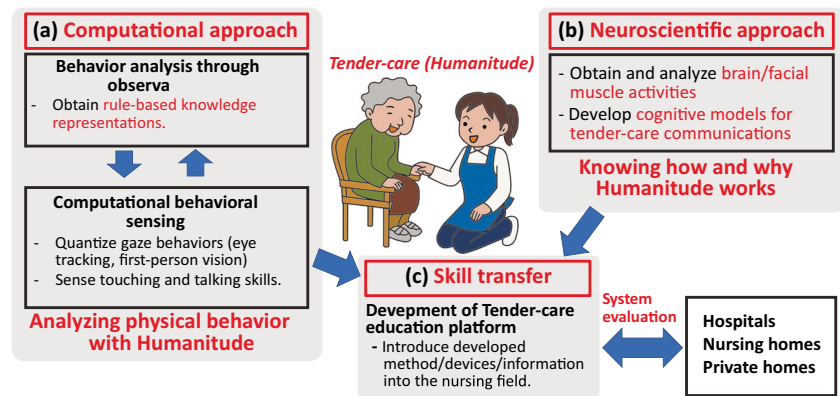 (a) Computational approach
Behavior analysis through
observa
- Obtain rule-based knowledge
representations.
Computational behavioral
sensing
- Quantize gaze behaviors (eye
tracking, first-person vision)
- Sense touching and talking skills.
Analyzing physical behavior
with Humanitude
Tender-care (Humanitude)
(b) Neuroscientific approach
- Obtain and analyze brain/facial
muscle activities
- Develop cognitive models for
tender-care communications
Knowing how and why
Humanitude works
(c) Skill transfer
Devepment of Tender-care
education platform
- Introduce developed
method/devices/information
into the nursing field.
System
evaluation
Hospitals
Nursing homes
Private homes